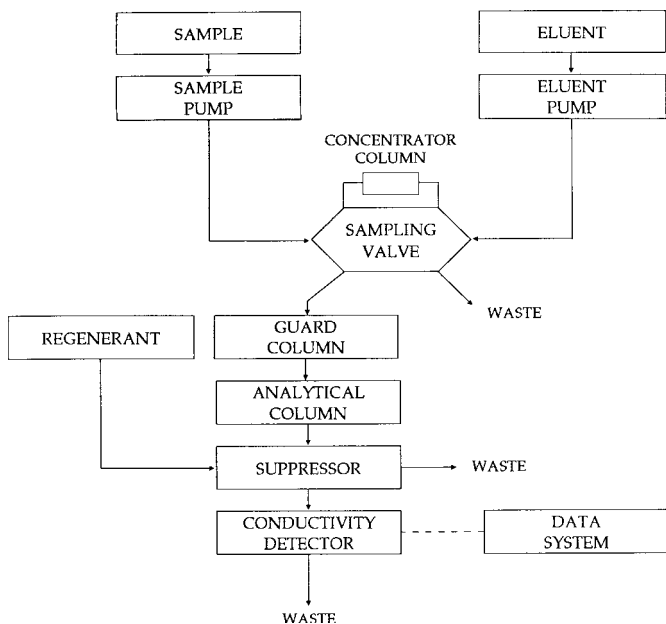 SAMPLE
ELUENT
SAMPLE
PUMP
ELUENT
PUMP
CONCENTRATOR
COLUMN
SAMPLING
VALVE
WASTE
REGENERANT
GUARD
COLUMN
ANALYTICAL
COLUMN
SUPPRESSOR
WASTE
CONDUCTIVITY
DETECTOR
DATA
SYSTEM
WASTE